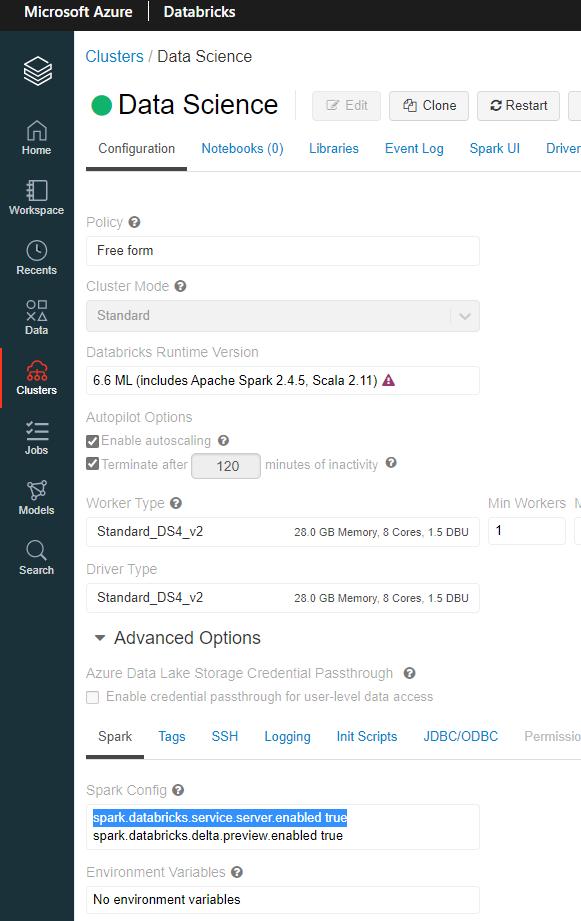 Microsoft Azure | Databricks
Clusters / Data Science
Data Science
Edit
Clone
Restart
Home
Workspace
Recents
Data
Clusters
Jobs
Models
Search
Configuration
Notebooks (0)
Libraries
Event Log
Spark UI
Driver
Policy
Free form
Cluster Mode
Standard
Databricks Runtime Version
6.6 ML (includes Apache Spark 2.4.5, Scala 2.11)
Autopilot Options
Enable autoscaling
Terminate after 120 minutes of inactivity
Worker Type
Min Workers
M
Standard_DS4_v2 28.0 GB Memory, 8 Cores, 1.5 DBU
1
Driver Type
Standard_DS4_v2 28.0 GB Memory, 8 Cores, 1.5 DBU
Advanced Options
Azure Data Lake Storage Credential Passthrough
Enable credential passthrough for user-level data access
Spark
Tags
SSH
Logging
Init Scripts
JDBC/ODBC
Permissio
Spark Config
spark.databricks.service.server.enabled true
spark.databricks.delta.preview.enabled true
Environment Variables
No environment variables